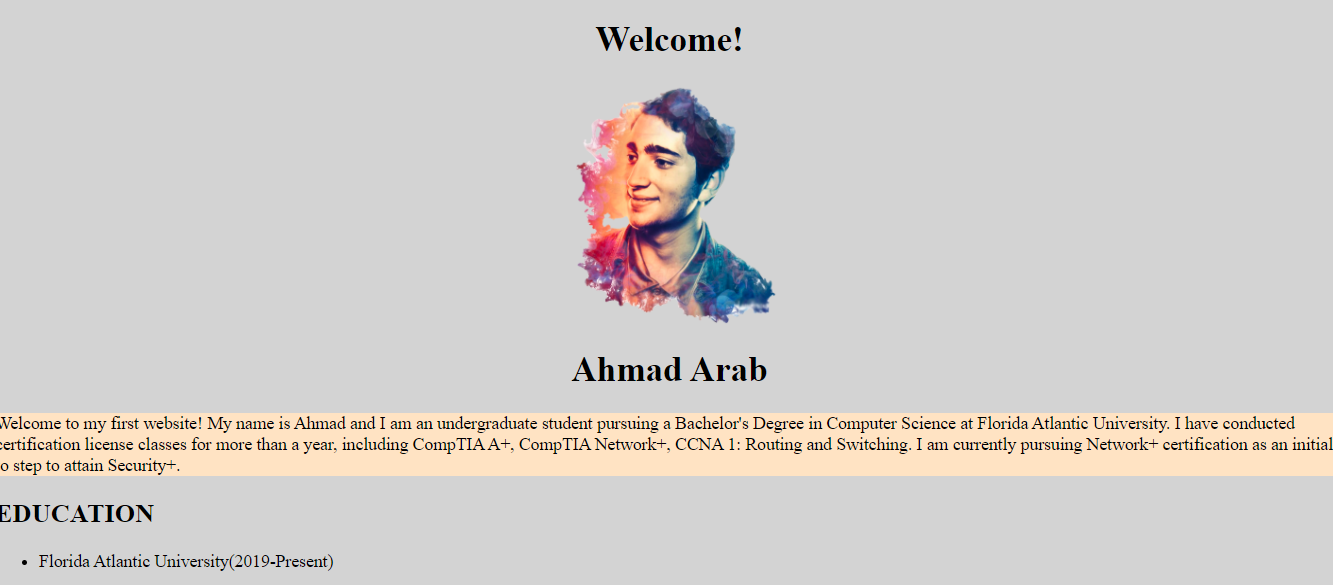 Welcome!
Ahmad Arab
Welcome to my first website! My name is Ahmad and I am an undergraduate student pursuing a Bachelor's Degree in Computer Science at Florida Atlantic University. I have conducted
certification license classes for more than a year, including CompTIA A+, CompTIA Network+, CCNA 1: Routing and Switching. I am currently pursuing Network+ certification as an initial
to step to attain Security+.
EDUCATION
• Florida Atlantic University(2019-Present)